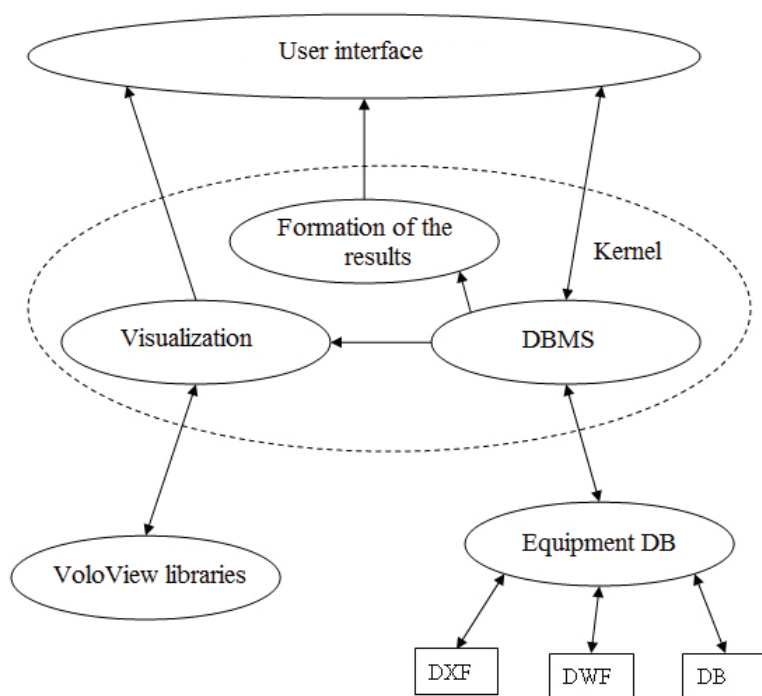 User interface
Formation of the
results
Kernel
Visualization
DBMS
Equipment DB
VoloView libraries
DXF
DWF
DB